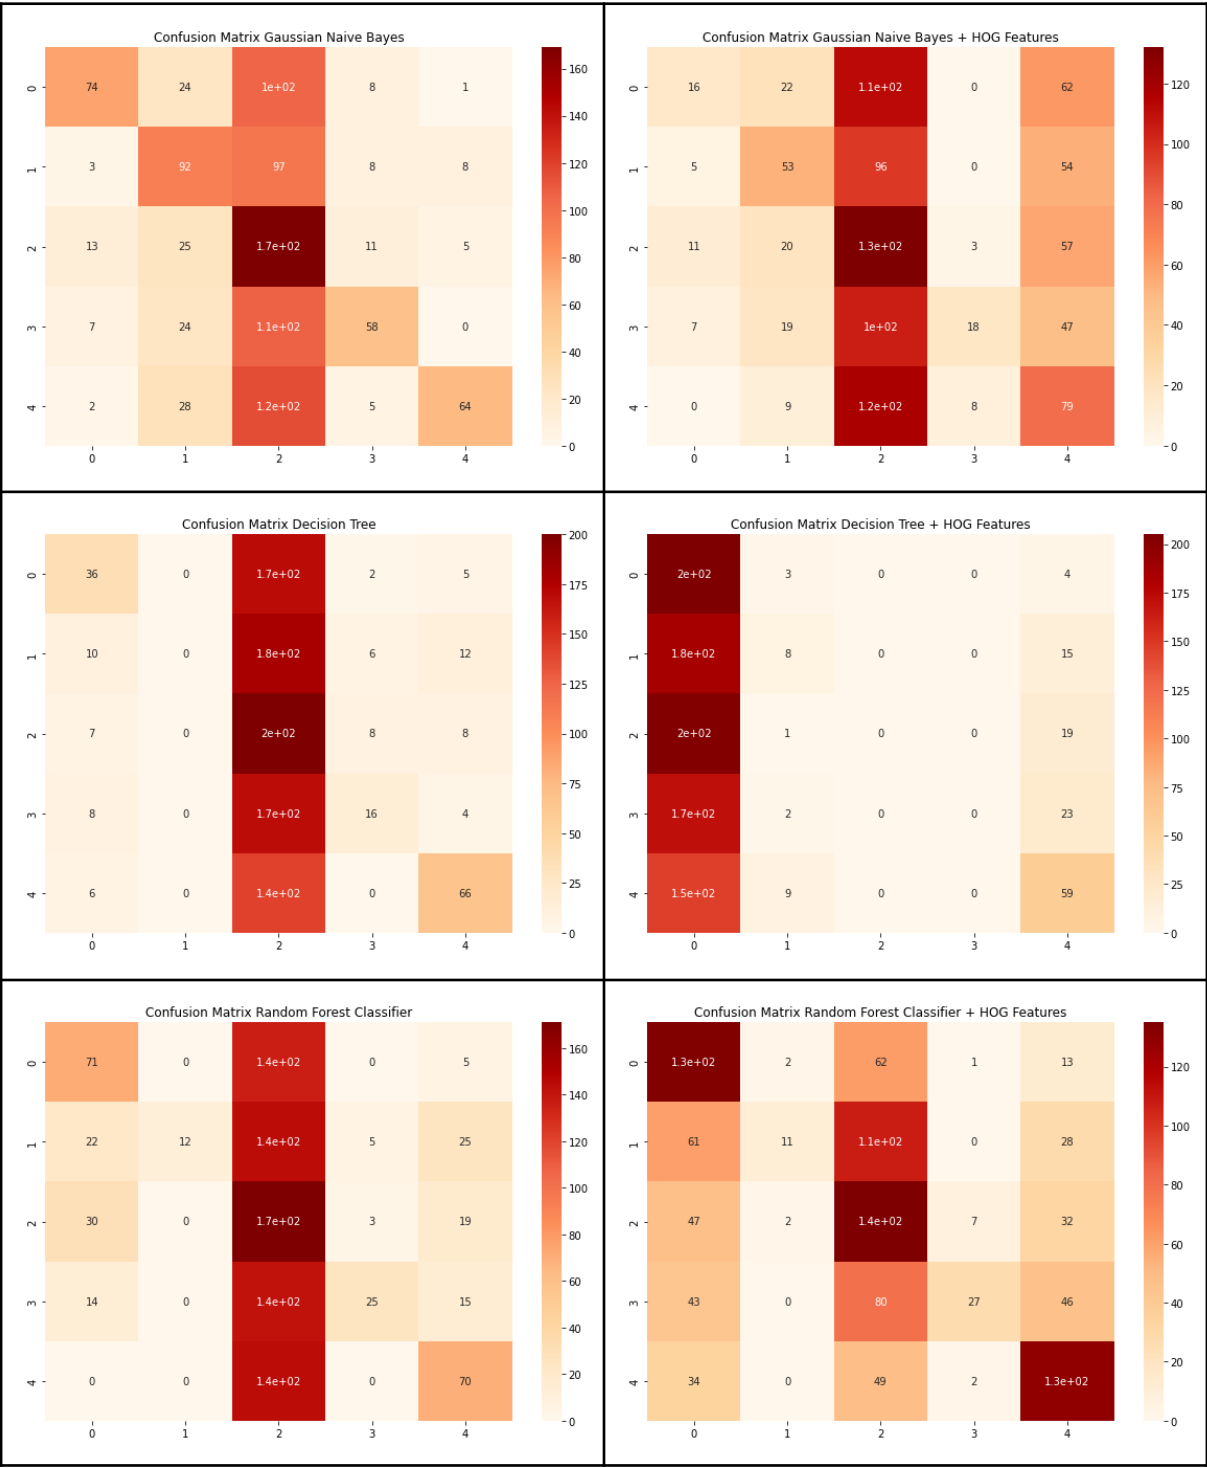 Confusion Matrix Gaussian Naive Bayes
0 74 24 1e+02 8 1
1 3 92 97 8 8
2 13 25 1.7e+02 11 5
3 7 24 1.1e+02 58 0
4 2 28 1.2e+02 5 64
0 1 2 3 4
160
140
120
100
80
60
40
20
0
Confusion Matrix Gaussian Naive Bayes + HOG Features
0 16 22 1.1e+02 0 62
1 5 53 96 0 54
2 11 20 1.3e+02 3 57
3 7 19 1e+02 18 47
4 0 9 1.2e+02 8 79
0 1 2 3 4
120
100
80
60
40
20
0
Confusion Matrix Decision Tree
0 36 0 1.7e+02 2 5
1 10 0 1.8e+02 6 12
2 7 0 2e+02 8 8
3 8 0 1.7e+02 16 4
4 6 0 1.4e+02 0 66
0 1 2 3 4
200
175
150
125
100
75
50
25
0
Confusion Matrix Decision Tree + HOG Features
0 2e+02 3 0 0 4
1 1.8e+02 8 0 0 15
2 2e+02 1 0 0 19
3 1.7e+02 2 0 0 23
4 1.5e+02 9 0 0 59
0 1 2 3 4
200
175
150
125
100
75
50
25
0
Confusion Matrix Random Forest Classifier
0 71 0 1.4e+02 0 5
1 22 12 1.4e+02 5 25
2 30 0 1.7e+02 3 19
3 14 0 1.4e+02 25 15
4 0 0 1.4e+02 0 70
0 1 2 3 4
160
140
120
100
80
60
40
20
0
Confusion Matrix Random Forest Classifier + HOG Features
0 1.3e+02 2 62 1 13
1 61 11 1.1e+02 0 28
2 47 2 1.4e+02 7 32
3 43 0 80 27 46
4 34 0 49 2 1.3e+02
0 1 2 3 4
120
100
80
60
40
20
0